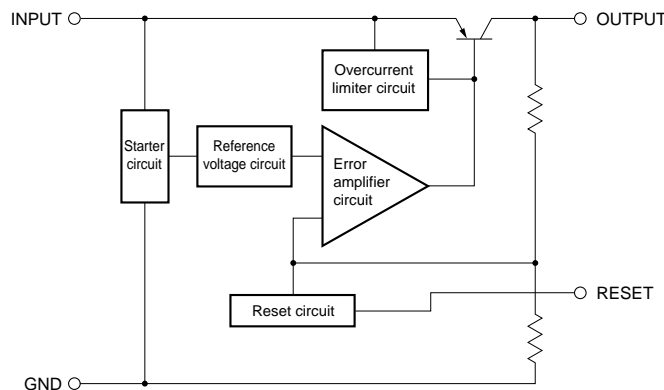 INPUT
OUTPUT
Overcurrent
limiter circuit
Starter
circuit
Reference
voltage circuit
Error
amplifier
circuit
RESET
Reset circuit
GND